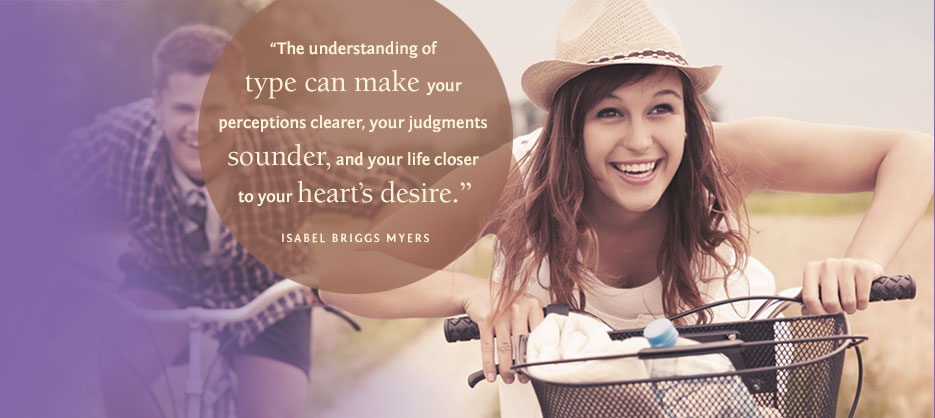 “The understanding of
type can make your
perceptions clearer, your judgments
sounder, and your life closer
to your heart’s desire.”
ISABEL BRIGGS MYERS